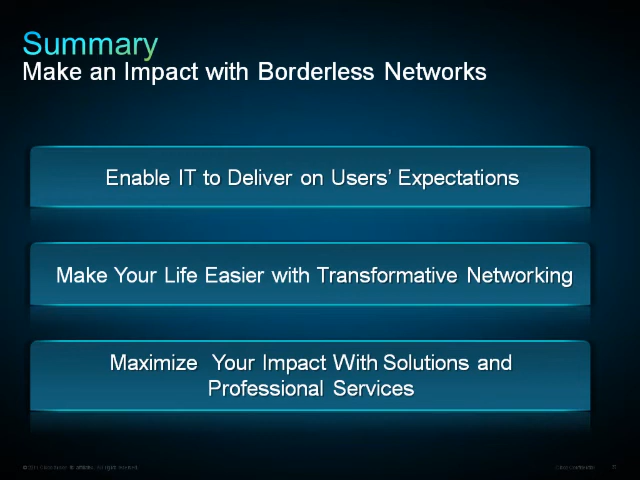 Summary
Make an Impact with Borderless Networks
Enable IT to Deliver on Users' Expectations
Make Your Life Easier with Transformative Networking
Maximize Your Impact With Solutions and
Professional Services